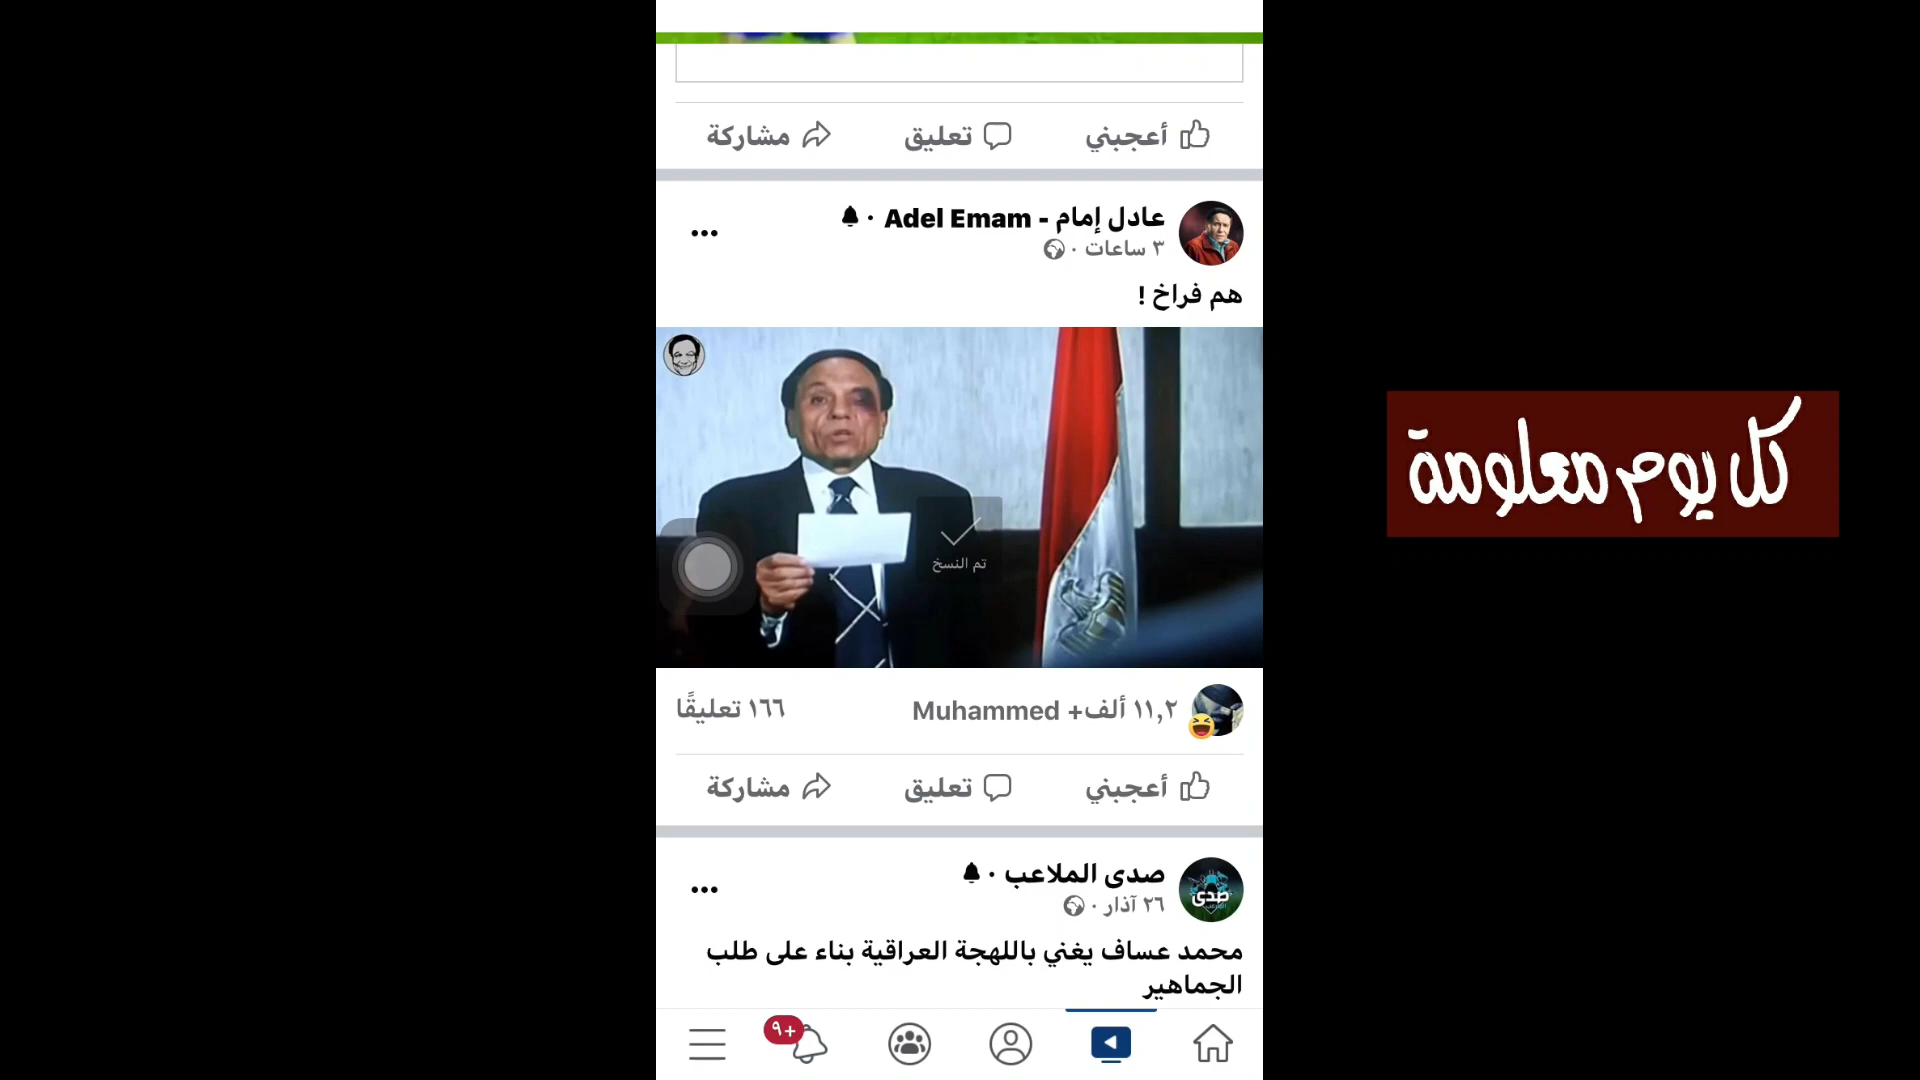 أعجبني
تعليق
مشاركة
عادل إمام - Adel Emam
٣ ساعات
هم فراخ !
تم النسخ
كل يوم معلومة
١١,٢ ألف+ Muhammed
١٦٦ تعليقًا
أعجبني
تعليق
مشاركة
صدى الملاعب
٢٦ آذار
صدى
محمد عساف يغني باللهجة العراقية بناء على طلب
الجماهير
٩+